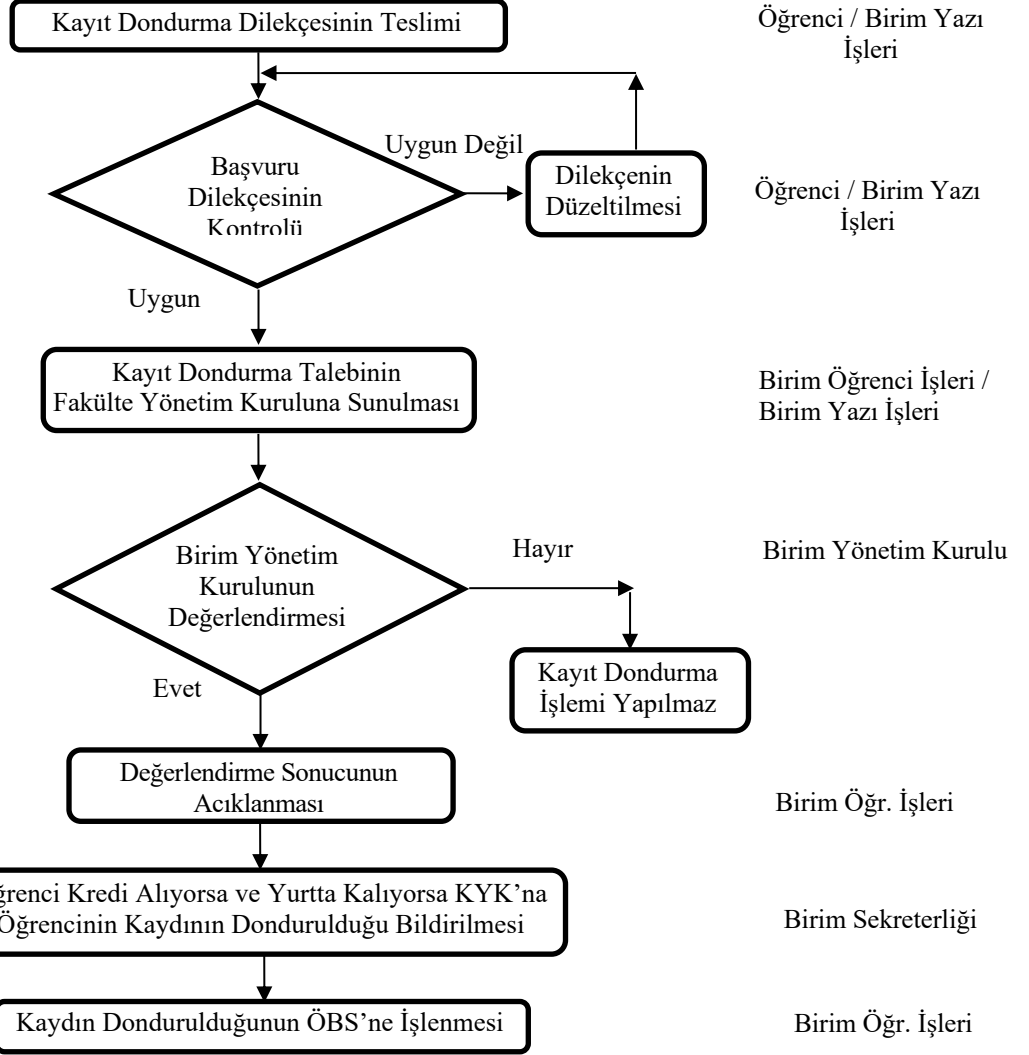 Kayıt Dondurma Dilekçesinin Teslimi
Öğrenci / Birim Yazı
İşleri
Uygun Değil
Başvuru
Dilekçesinin
Kontrolü
Dilekçenin
Düzeltilmesi
Öğrenci / Birim Yazı
İşleri
Uygun
Kayıt Dondurma Talebinin
Fakülte Yönetim Kuruluna Sunulması
Birim Öğrenci İşleri /
Birim Yazı İşleri
Birim Yönetim
Kurulunun
Değerlendirmesi
Hayır
Birim Yönetim Kurulu
Kayıt Dondurma
İşlemi Yapılmaz
Evet
Değerlendirme Sonucunun
Acıklanması
Birim Öğr. İşleri
ğrenci Kredi Alıyorsa ve Yurtta Kalıyorsa KYK’na
Öğrencinin Kaydının Dondurulduğu Bildirilmesi
Birim Sekreterliği
Kaydın Dondurulduğunun ÖBS’ne İşlenmesi
Birim Öğr. İşleri